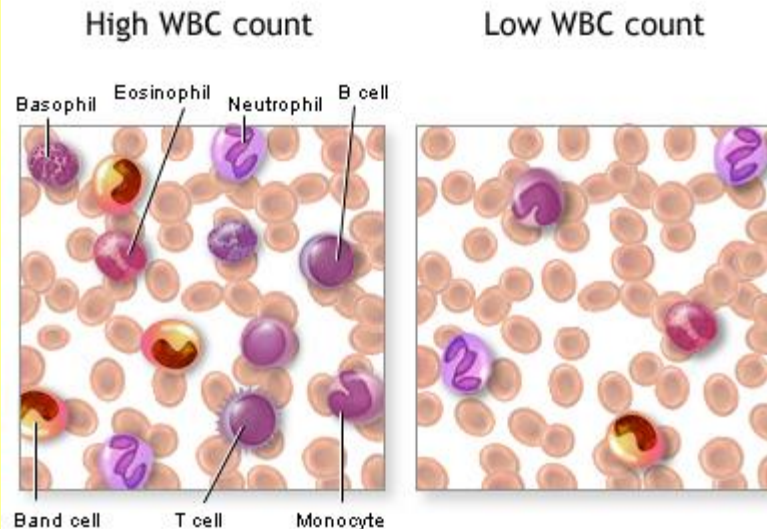 High WBC count
Low WBC count
Basophil
Eosinophil
Neutrophil
B cell
Band cell
T cell
Monocyte